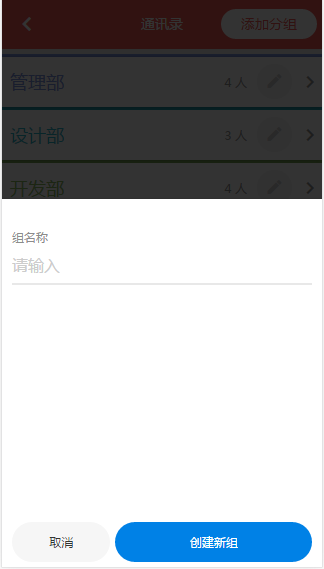 通讯录 添加分组
管理部 4 人
设计部 3 人
开发部 4 人
组名称
请输入
取消 创建新组